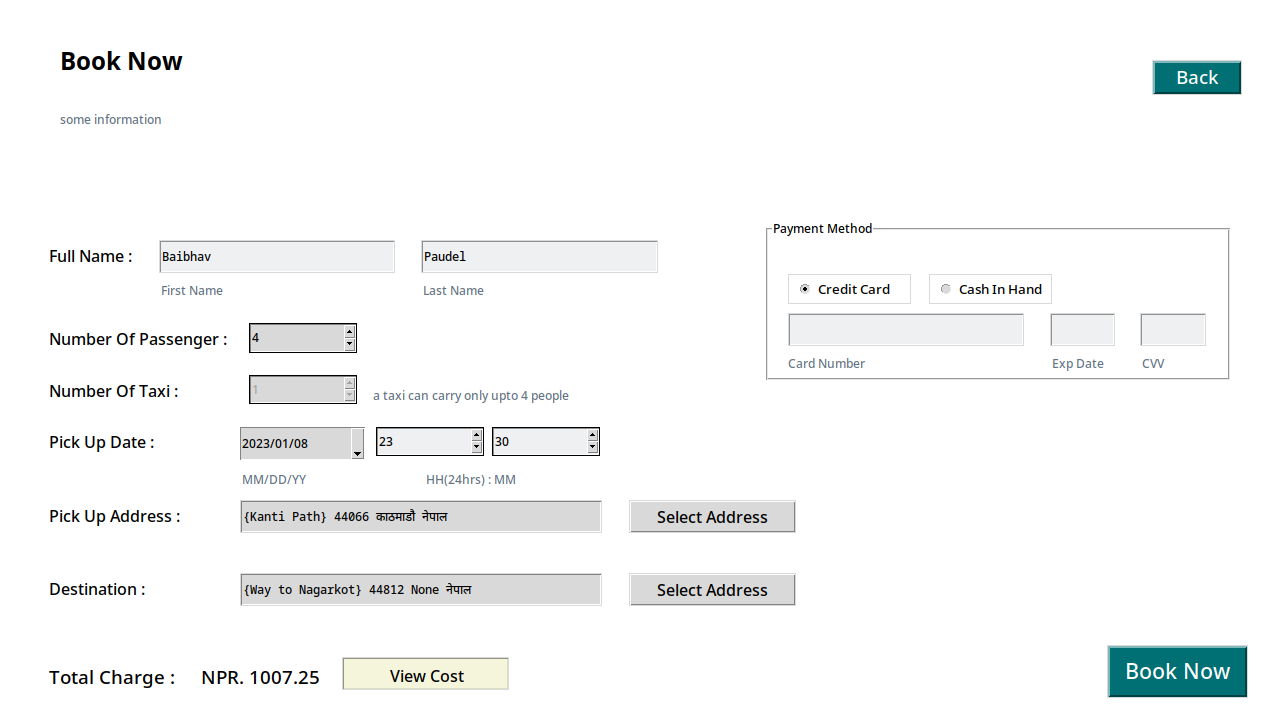 Book Now
Back
some information
Payment Method
Full Name :
Baibhav
Paudel
First Name
Last Name
Credit Card
Cash In Hand
Card Number
Exp Date
CVV
Number Of Passenger :
4
Number Of Taxi :
1
a taxi can carry only upto 4 people
Pick Up Date :
2023/01/08
23
30
MM/DD/YY
HH(24hrs) : MM
Pick Up Address :
{Kanti Path} 44066 काठमाडौ नेपाल
Select Address
Destination :
{Way to Nagarkot} 44812 None नेपाल
Select Address
Total Charge :
NPR. 1007.25
View Cost
Book Now